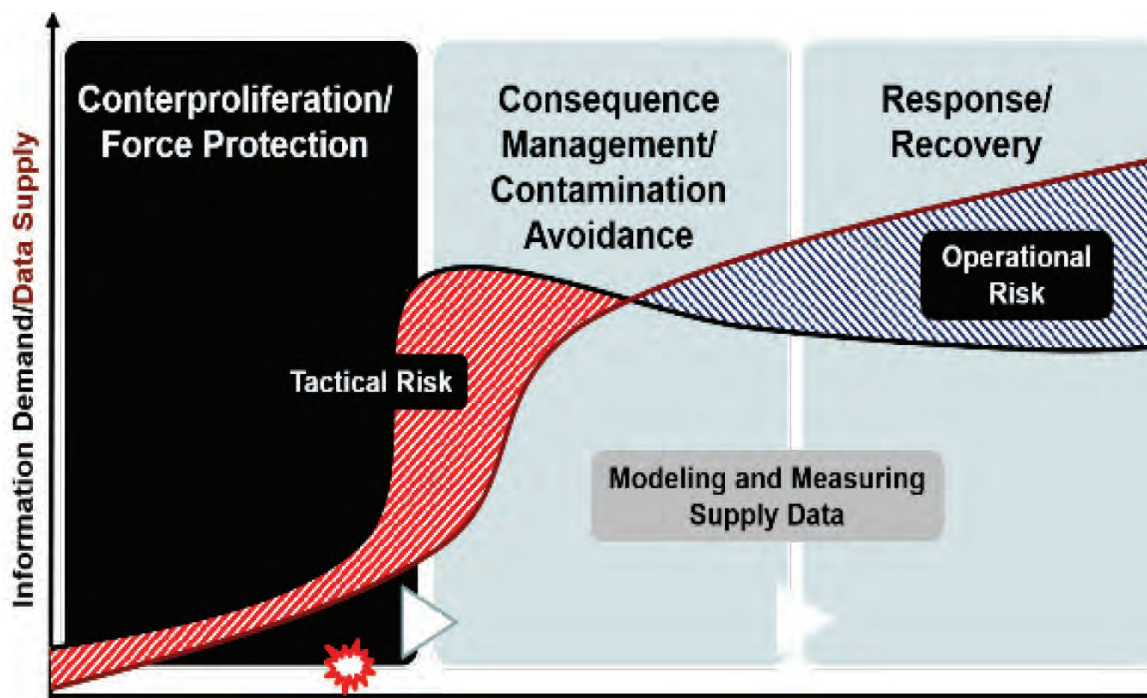 Information Demand/Data Supply
Conterproliferation/
Force Protection
Consequence
Management/
Contamination
Avoidance
Response/
Recovery
Operational
Risk
Tactical Risk
Modeling and Measuring
Supply Data